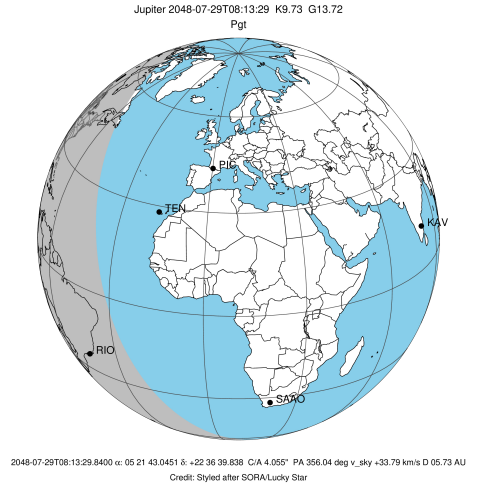 Jupiter 2048-07-29T08:13:29 K9.73 G13.72
Pgt
PIC
TEN
KAV
RIO
SAAO
2048-07-29T08:13:29.8400 α: 05 21 43.0451 δ: +22 36 39.838 C/A 4.055" PA 356.04 deg v_sky +33.79 km/s D 05.73 AU
Credit: Styled after SORA/Lucky Star